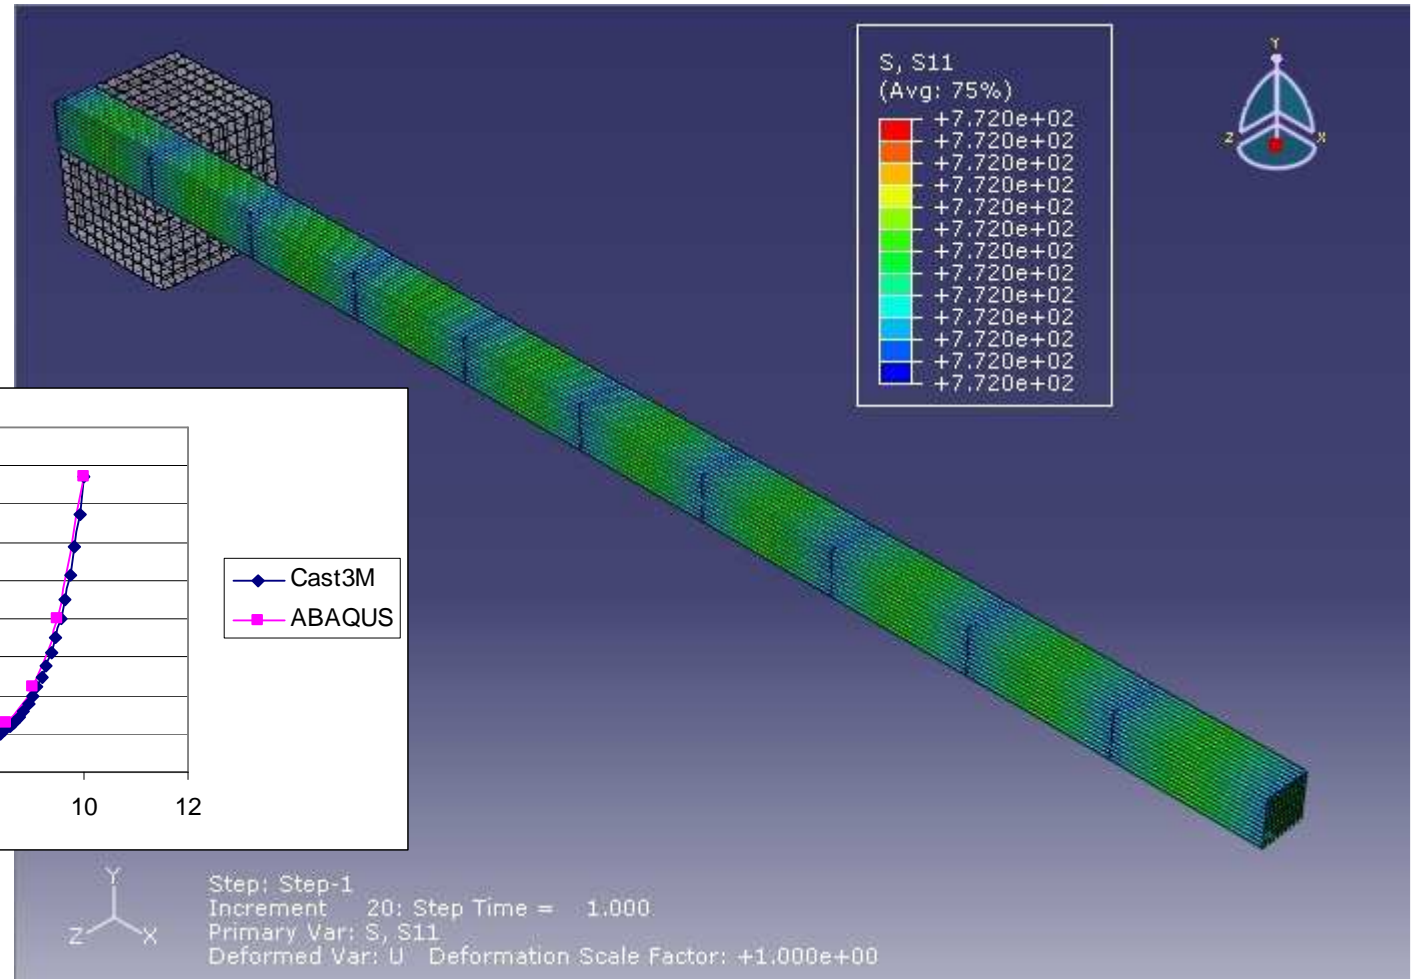 S, S11
(Avg: 75%)
+7.720e+02
+7.720e+02
+7.720e+02
+7.720e+02
+7.720e+02
+7.720e+02
+7.720e+02
+7.720e+02
+7.720e+02
+7.720e+02
+7.720e+02
+7.720e+02
+7.720e+02
Y
Z X
Cast3M
ABAQUS
10 12
Y
Z X
Step: Step-1
Increment 20: Step Time = 1.000
Primary Var: S, S11
Deformed Var: U Deformation Scale Factor: +1.000e+00